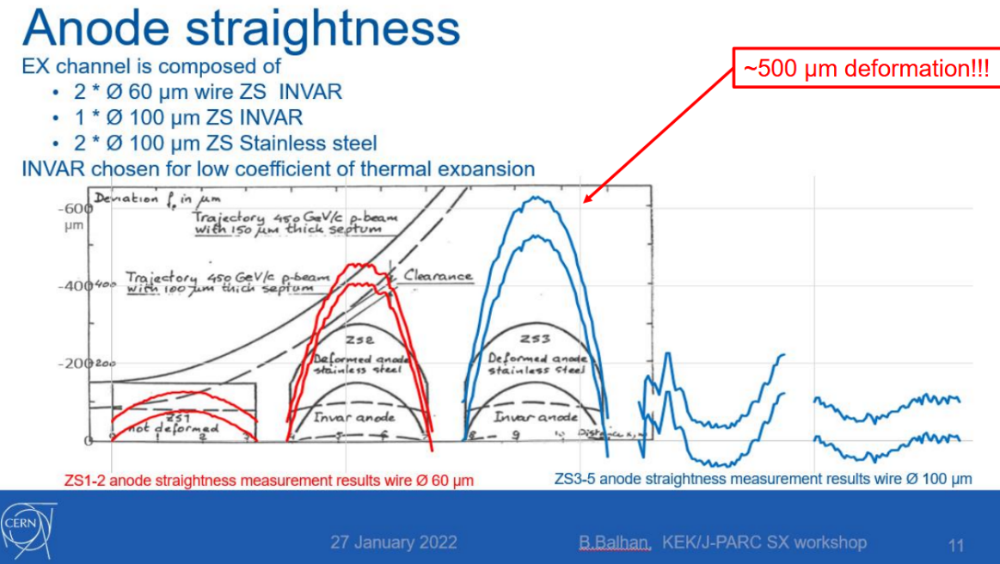 Anode straightness
EX channel is composed of
• 2 * Ø 60 µm wire ZS INVAR
• 1 * Ø 100 µm ZS INVAR
• 2 * Ø 100 µm ZS Stainless steel
INVAR chosen for low coefficient of thermal expansion
~500 µm deformation!!!
-600
µm
Deviation f, in µm
Trajectory 450 GeV/c p-beam
with 150 µm thick septum
-400 400
Trajectory 450 GeV/c p-beam
with 100 µm thick septum
Clearance
-200 200
ZS2
Deformed anode
stainless steel
ZS3
Deformed anode
stainless steel
ZS1
not deformed
Invar anode
Invar anode
0
0 1 2 3 4 5 6 8 9 10 Distance
ZS1-2 anode straightness measurement results wire Ø 60 µm
ZS3-5 anode straightness measurement results wire Ø 100 µm
CERN
27 January 2022
B.Balhan, KEK/J-PARC SX workshop
11